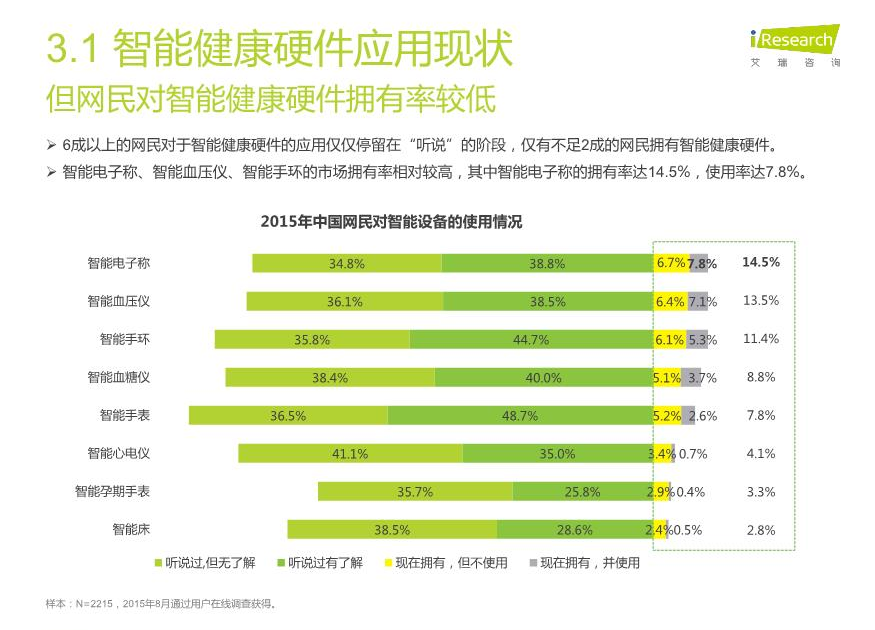 3.1 智能健康硬件应用现状
iResearch
艾瑞咨询
但网民对智能健康硬件拥有率较低
➢ 6成以上的网民对于智能健康硬件的应用仅仅停留在“听说”的阶段，仅有不足2成的网民拥有智能健康硬件。
➢ 智能电子称、智能血压仪、智能手环的市场拥有率相对较高，其中智能电子称的拥有率达14.5%，使用率达7.8%。
2015年中国网民对智能设备的使用情况
智能电子称 34.8% 38.8% 6.7% 7.8% 14.5%
智能血压仪 36.1% 38.5% 6.4% 7.1% 13.5%
智能手环 35.8% 44.7% 6.1% 5.3% 11.4%
智能血糖仪 38.4% 40.0% 5.1% 3.7% 8.8%
智能手表 36.5% 48.7% 5.2% 2.6% 7.8%
智能心电仪 41.1% 35.0% 3.4% 0.7% 4.1%
智能孕期手表 35.7% 25.8% 2.9% 0.4% 3.3%
智能床 38.5% 28.6% 2.4% 0.5% 2.8%
听说过,但无了解 听说过有了解 现在拥有，但不使用 现在拥有，并使用
样本：N=2215，2015年8月通过用户在线调查获得。